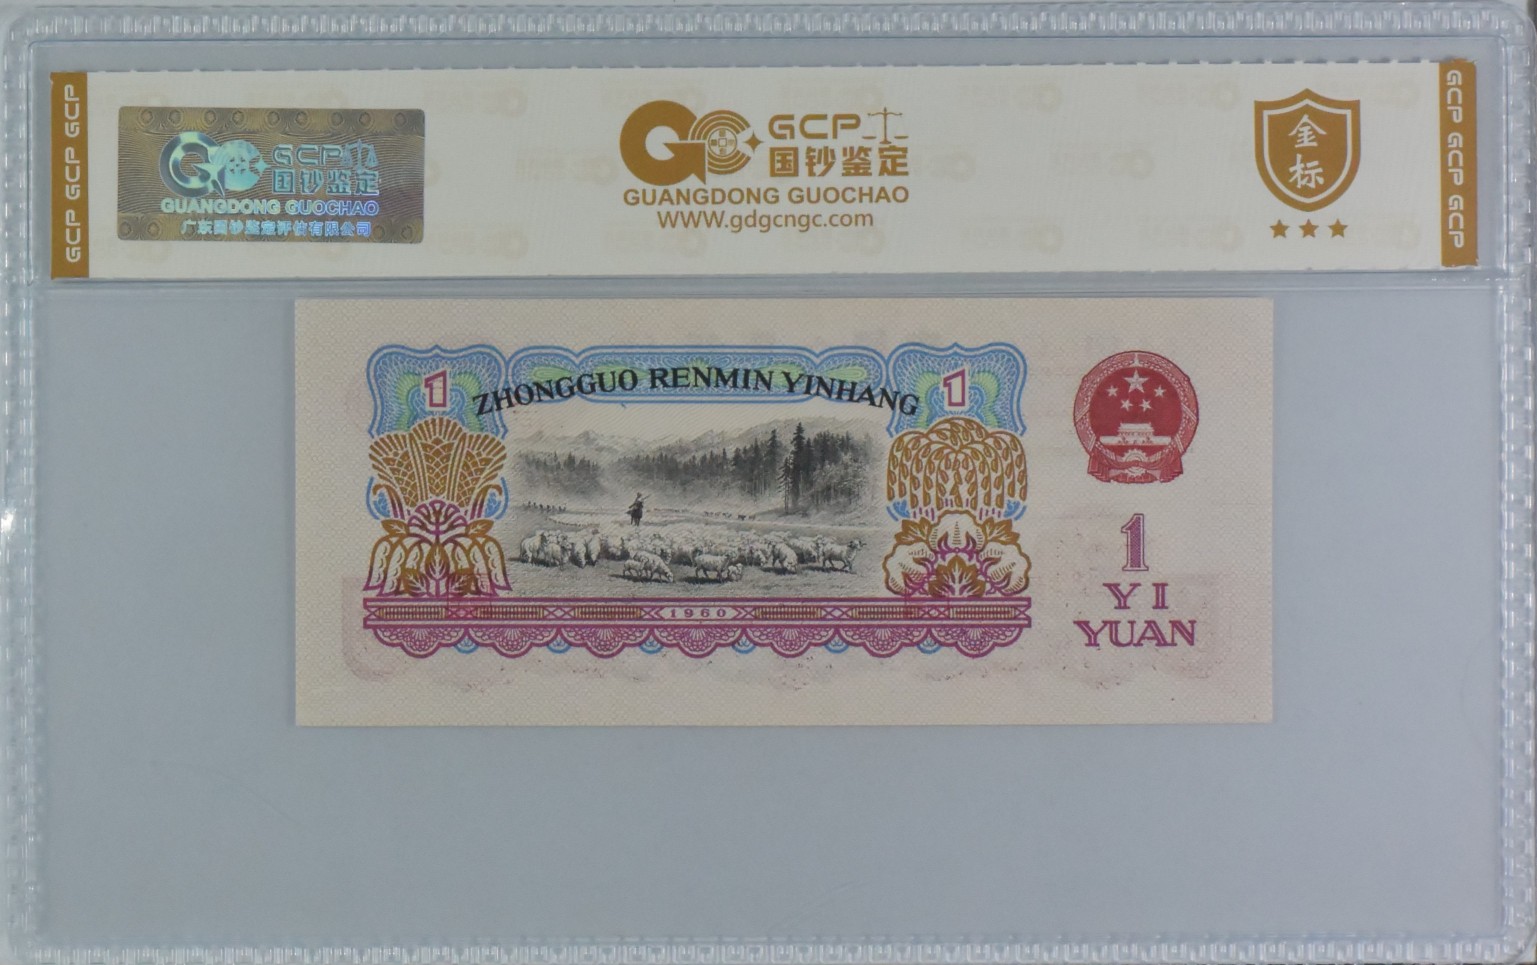 GCP GCP GCP
GCP
国钞鉴定
GUANGDONG GUOCHAO
广东国钞鉴定评估有限公司
GCP
国钞鉴定
GUANGDONG GUOCHAO
WWW.gdgcngc.com
金
标
GCP GCP GCP
1
ZHONGGUO RENMIN YINHANG
1
1960
1
YI
YUAN